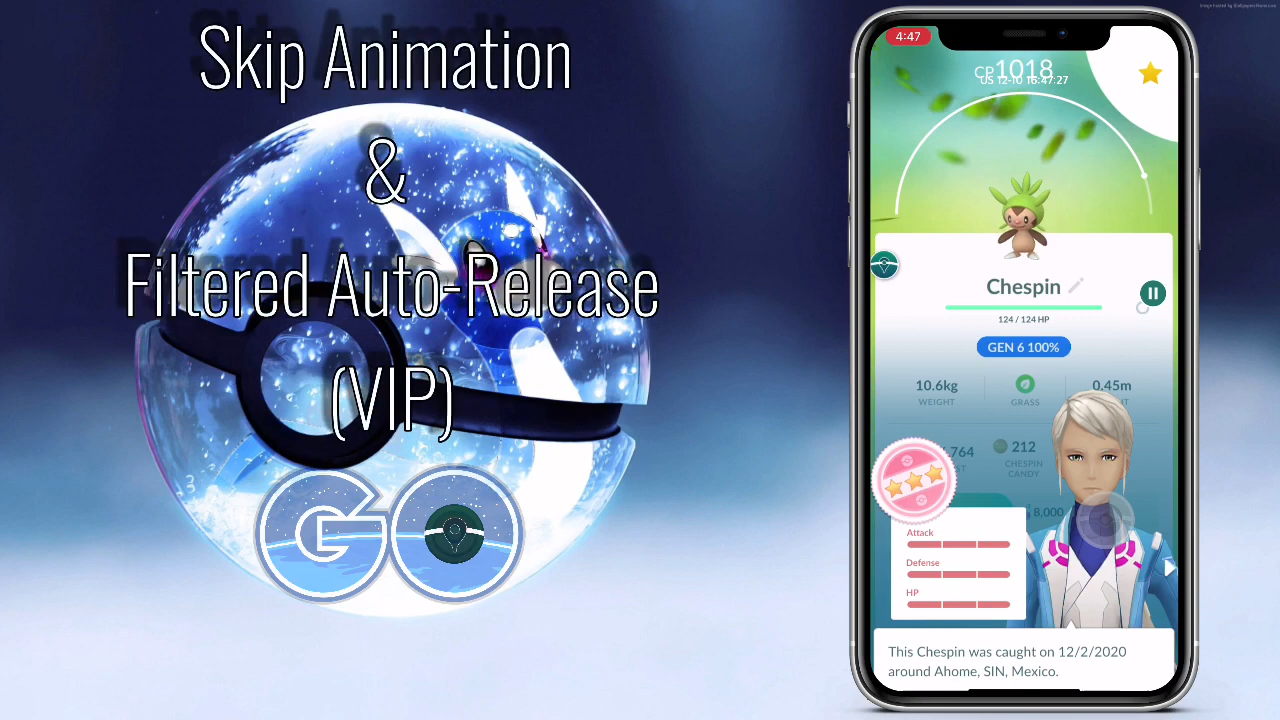 Skip Animation
&
Filtered Auto-Release
(VIP)
GO
4:47
CP1018
US 12-10 16:47:27
Chespin
124 / 124 HP
GEN 6 100%
10.6kg
0.45m
WEIGHT
GRASS
764
212
CHESPIN
CANDY
8,000
Attack
Defense
HP
This Chespin was caught on 12/2/2020
around Ahome, SIN, Mexico.